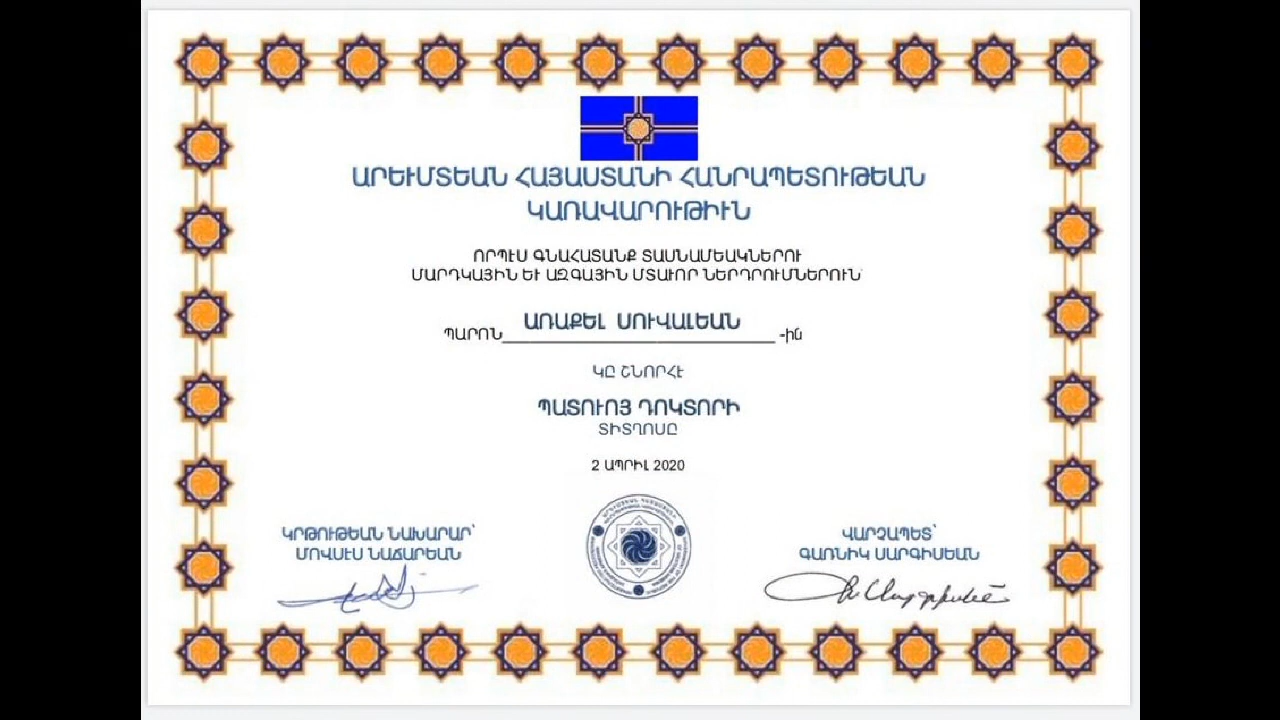 ԱՐԵՒՄՏԵԱՆ ՀԱՅԱՍՏԱՆԻ ՀԱՆՐԱՊԵՏՈՒԹԵԱՆ
ԿԱՌԱՎԱՐՈՒԹԻՒՆ
ՈՐՊԷՍ ԳՆԱՀԱՏԱՆՔ ՏԱՍՆԱՄԵԱԿՆԵՐՈՒ
ՄԱՐԴԿԱՅԻՆ ԵՒ ԱԶԳԱՅԻՆ ՄՏԱՒՈՐ ՆԵՐԴՐՈՒՄՆԵՐՈՒՆ
ՊԱՐՈՆ ԱՌԱՔԵԼ ՍՈՒՎԱԼԵԱՆ -ին
ԿԸ ՇՆՈՐՀԷ
ՊԱՏՈՒՈՅ ԴՈԿՏՈՐԻ
ՏԻՏՂՈՍԸ
2 ԱՊՐԻԼ 2020
ԿՐԹՈՒԹԵԱՆ ՆԱԽԱՐԱՐ՝
ՄՈՎՍԷՍ ՆԱՃԱՐԵԱՆ
ՎԱՐՉԱՊԵՏ՝
ԳԱՌՆԻԿ ՍԱՐԳԻՍԵԱՆ